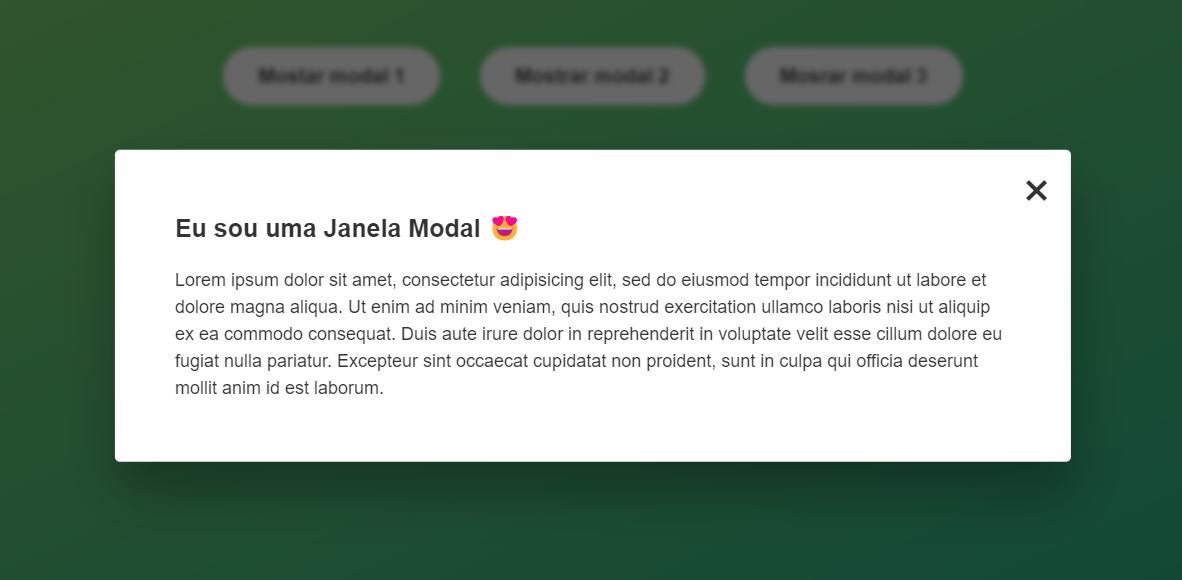 Mostar modal 1
Mostrar modal 2
Mosrar modal 3
Eu sou uma Janela Modal 😍
Lorem ipsum dolor sit amet, consectetur adipisicing elit, sed do eiusmod tempor incididunt ut labore et
dolore magna aliqua. Ut enim ad minim veniam, quis nostrud exercitation ullamco laboris nisi ut aliquip
ex ea commodo consequat. Duis aute irure dolor in reprehenderit in voluptate velit esse cillum dolore eu
fugiat nulla pariatur. Excepteur sint occaecat cupidatat non proident, sunt in culpa qui officia deserunt
mollit anim id est laborum.